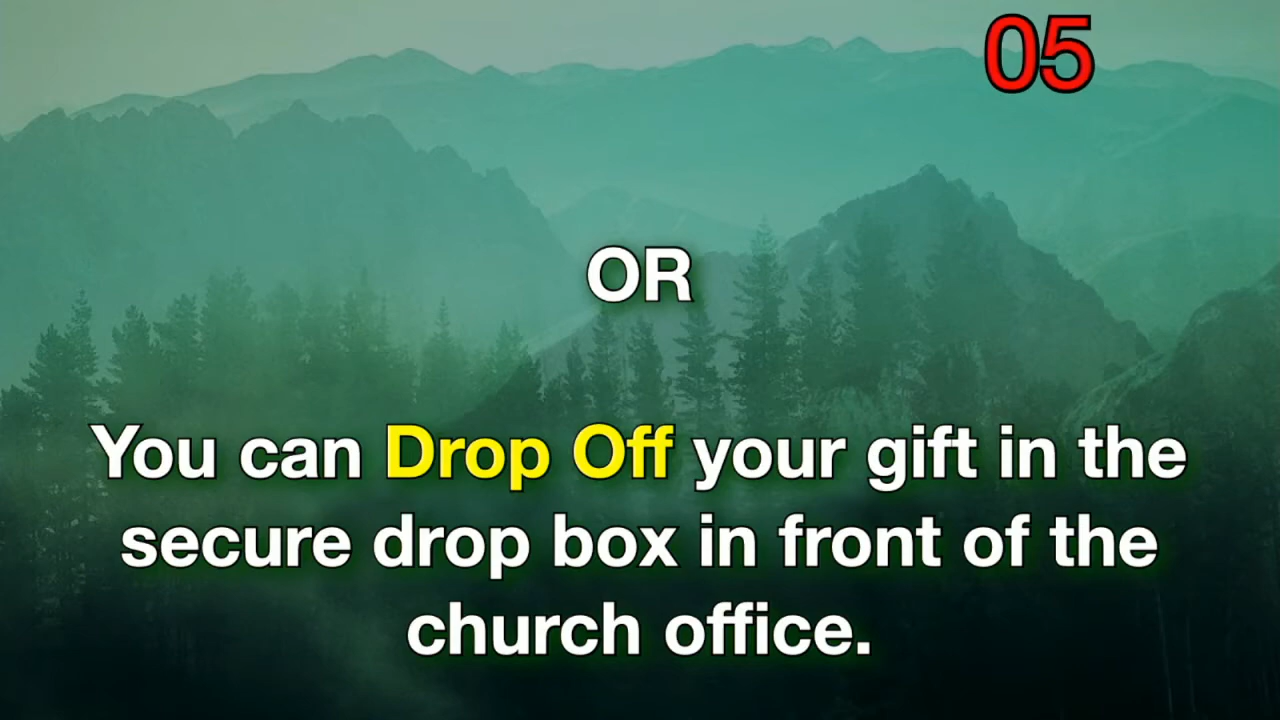 05
OR
You can Drop Off your gift in the
secure drop box in front of the
church office.